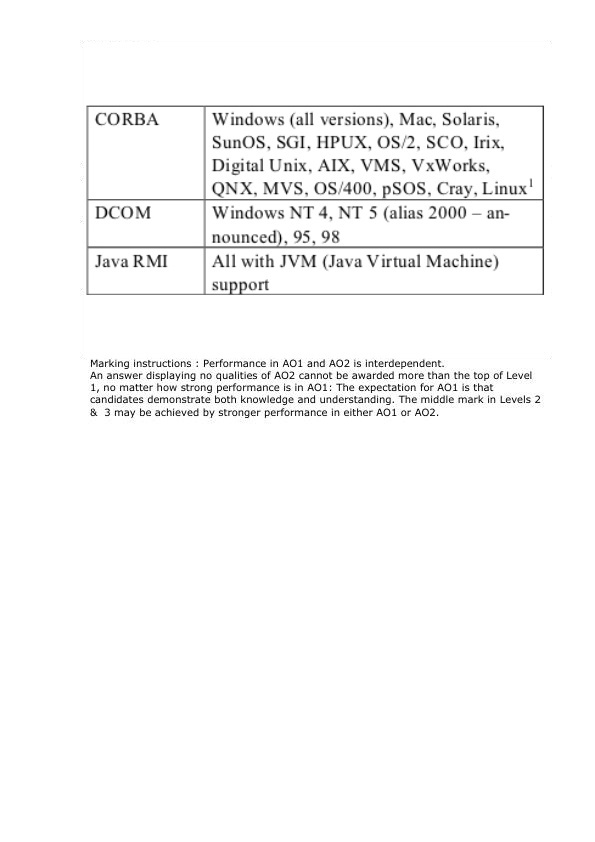 CORBA Windows (all versions), Mac, Solaris,
SunOS, SGI, HPUX, OS/2, SCO, Irix,
Digital Unix, AIX, VMS, VxWorks,
QNX, MVS, OS/400, pSOS, Cray, Linux¹
DCOM Windows NT 4, NT 5 (alias 2000 – an-
nounced), 95, 98
Java RMI All with JVM (Java Virtual Machine)
support
Marking instructions : Performance in AO1 and AO2 is interdependent.
An answer displaying no qualities of AO2 cannot be awarded more than the top of Level
1, no matter how strong performance is in AO1: The expectation for AO1 is that
candidates demonstrate both knowledge and understanding. The middle mark in Levels 2
& 3 may be achieved by stronger performance in either AO1 or AO2.